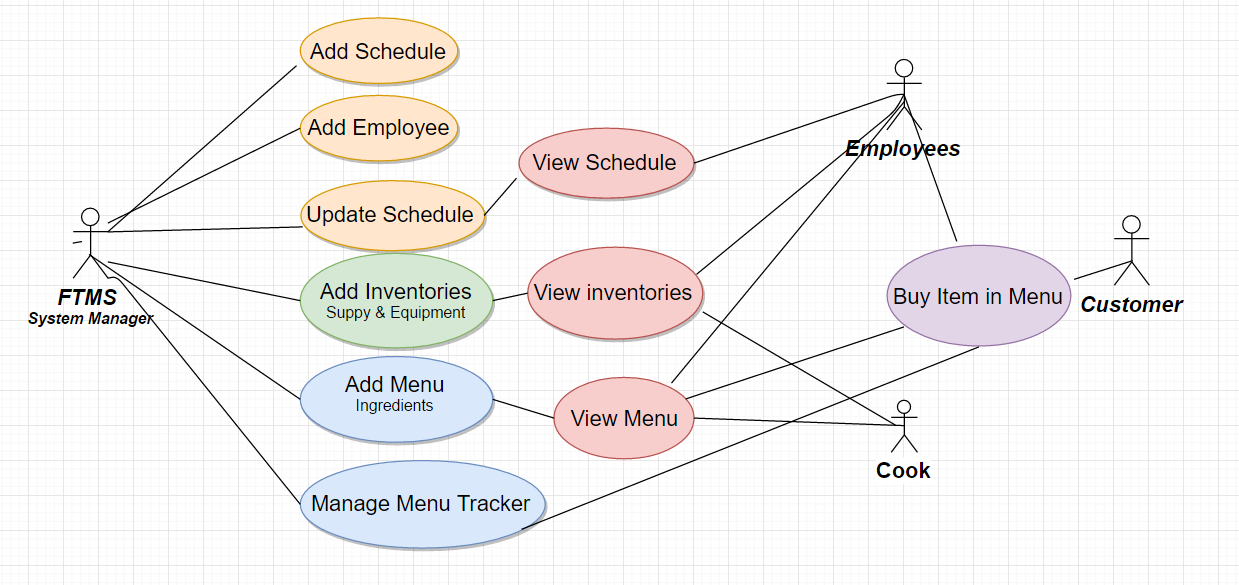 Add Schedule
Add Employee
Update Schedule
Add Inventories
Suppy & Equipment
Add Menu
Ingredients
Manage Menu Tracker
FTMS
System Manager
View Schedule
View inventories
View Menu
Employees
Buy Item in Menu
Customer
Cook